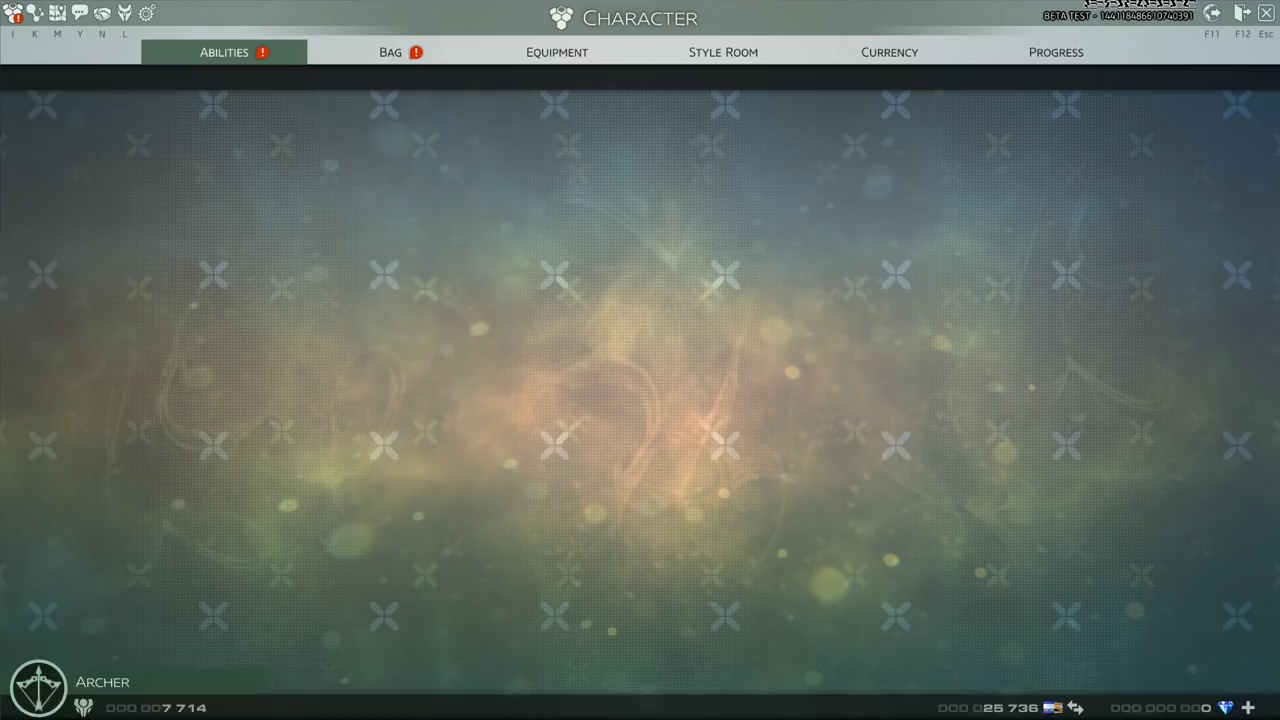 CHARACTER
BETA TEST - 144118486610740391
I K M Y N L
F11 F12 Esc
ABILITIES ! BAG ! EQUIPMENT STYLE ROOM CURRENCY PROGRESS
ARCHER
000 007 714
000 025 736
000 000 000